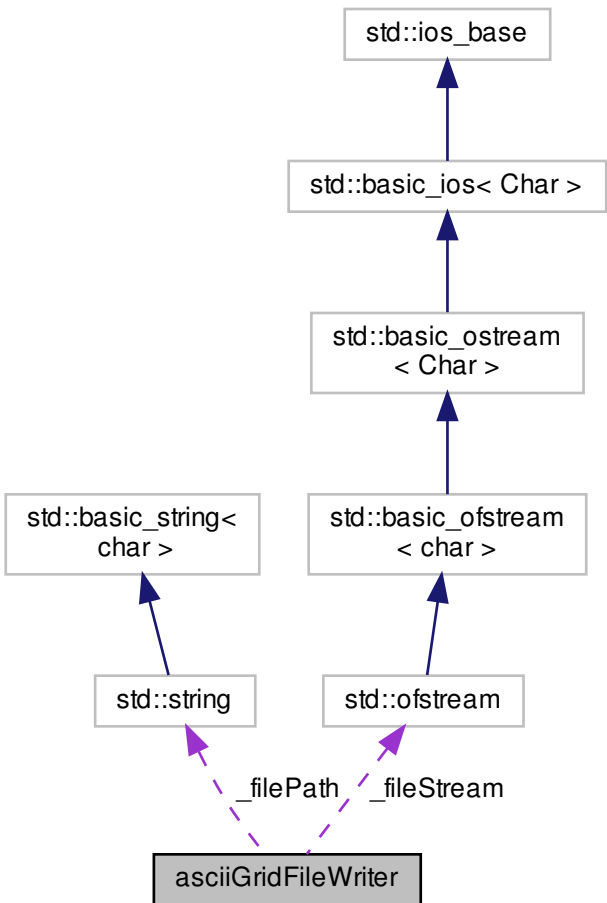 std::ios_base
std::basic_ios< Char >
std::basic_ostream
< Char >
std::basic_string<
char >
std::basic_ofstream
< char >
std::string
std::ofstream
_filePath
_fileStream
asciiGridFileWriter